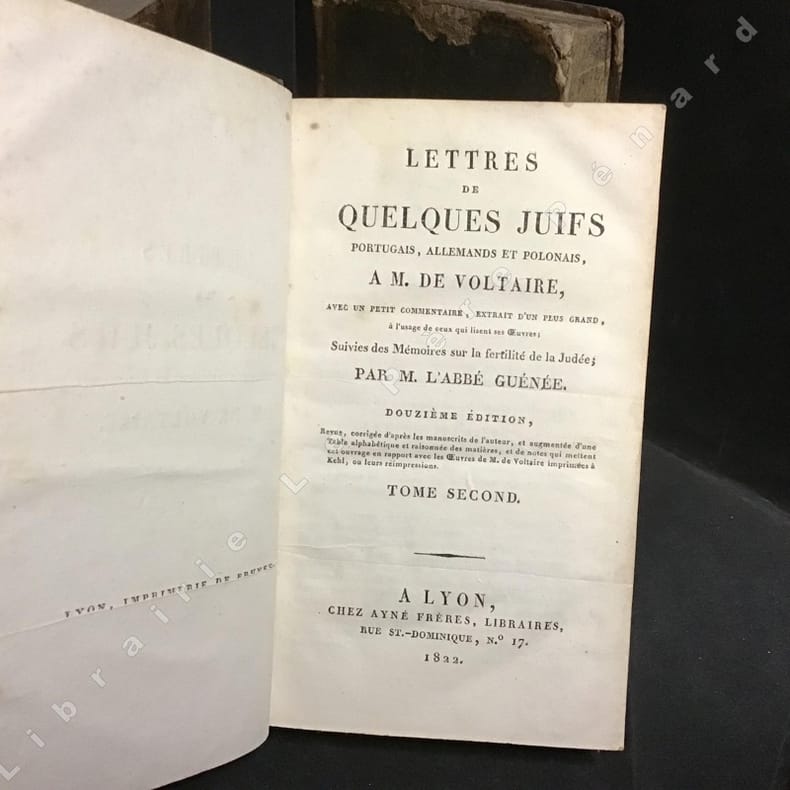 LYON, IMPRIMERIE DE
LETTRES
DE
QUELQUES JUIFS
PORTUGAIS, ALLEMANDS ET POLONAIS,
A M. DE VOLTAIRE,
AVEC UN PETIT COMMENTAIRE, EXTRAIT D'UN PLUS GRAND,
à l'usage de ceux qui lisent ses Œuvres;
Suivies des Mémoires sur la fertilité de la Judée;
PAR M. L'ABBÉ GUÉNÉE.
DOUZIÈME ÉDITION,
Revue, corrigée d'après les manuscrits de l'auteur, et augmentée d'une
Table alphabétique et raisonnée des matières, et de notes qui mettent
cet ouvrage en rapport avec les Œuvres de M. de Voltaire imprimées à
Kehl, ou leurs réimpressions.
TOME SECOND.
A LYON,
CHEZ AYNÉ FRÈRES, LIBRAIRES,
RUE ST.-DOMINIQUE, N.º 17.
1822.
Librairie Le Père Pénard